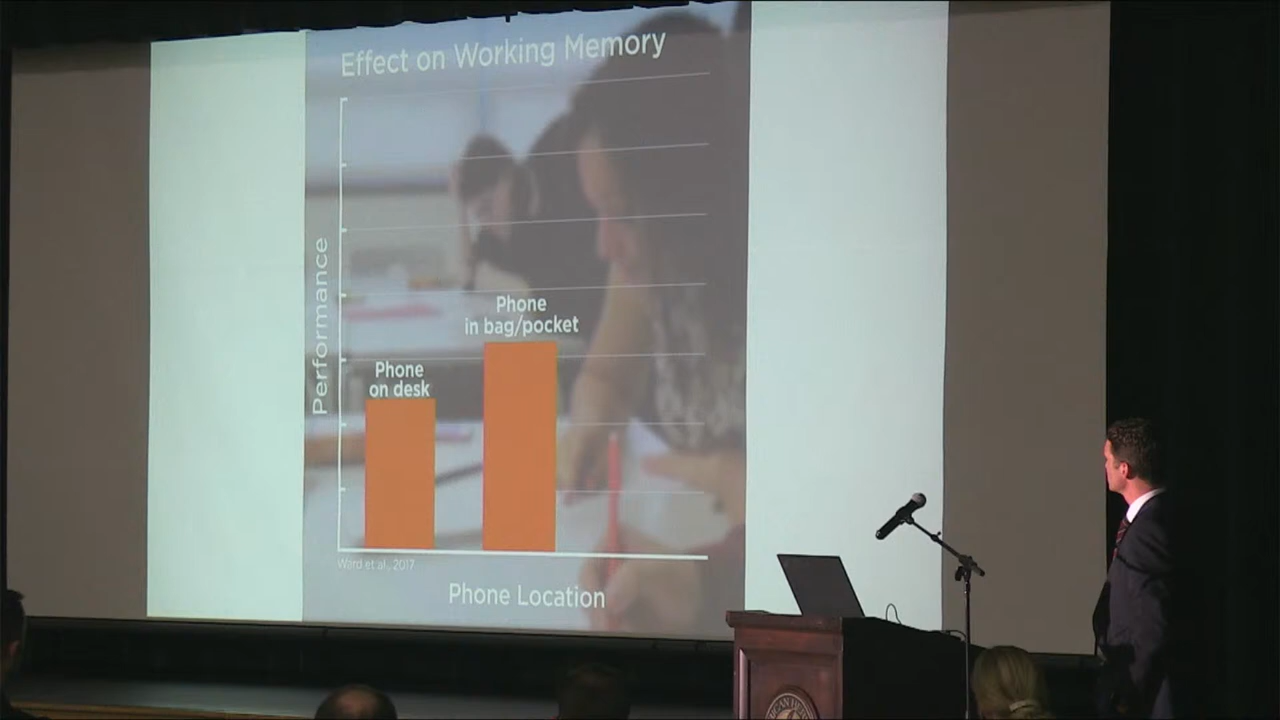 Effect on Working Memory
Performance
Phone
in bag/pocket
Phone
on desk
Ward et al., 2017
Phone Location